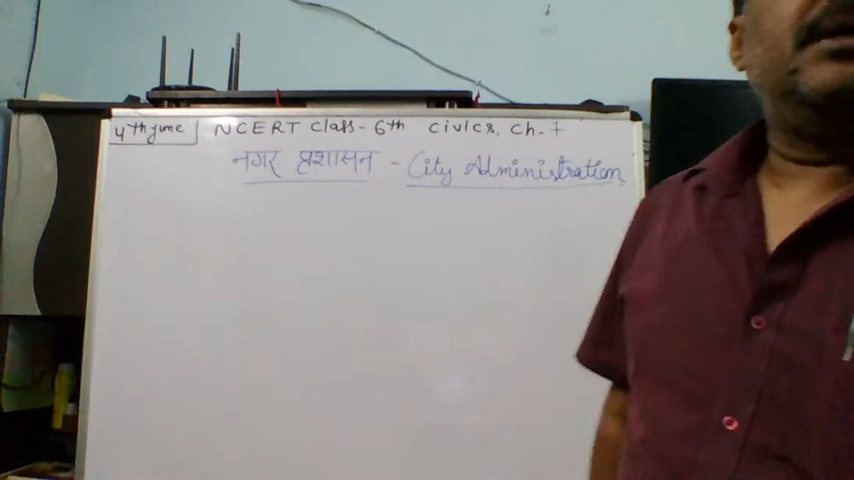 4th june NCERT Class - 6th Civics, Ch. 7
नगर प्रशासन - City Administration